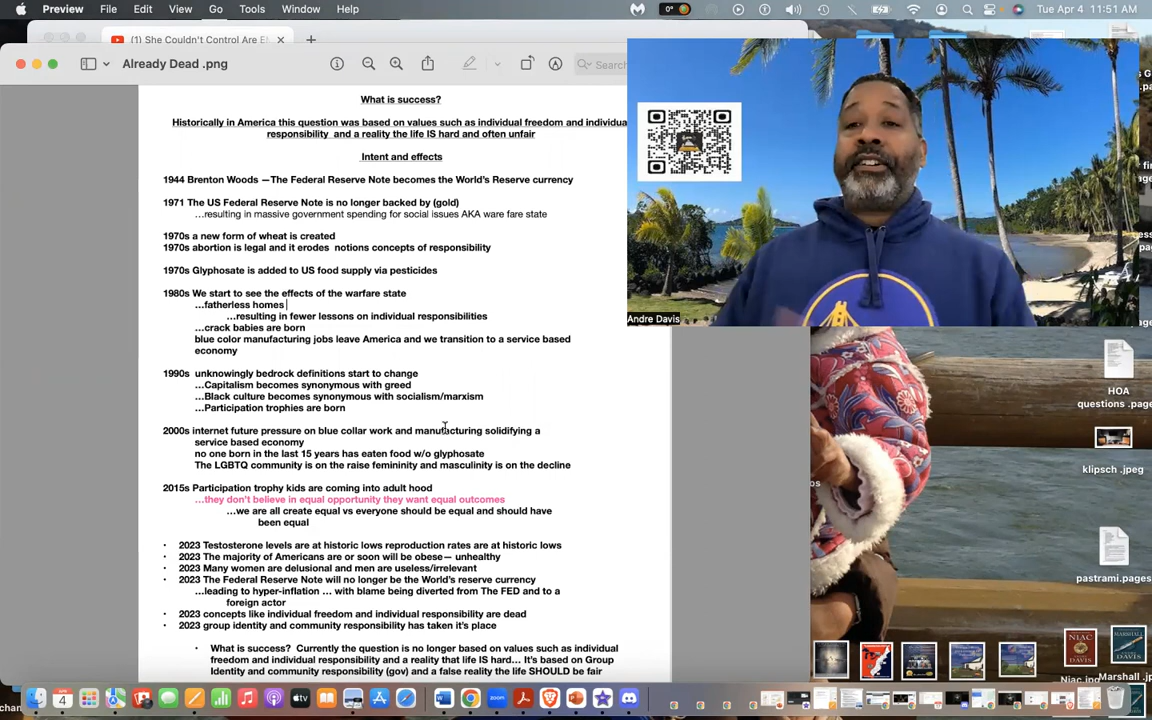 Preview File Edit View Go Tools Window Help
0°
Tue Apr 4 11:51 AM
(1) She Couldn't Control Are E
Already Dead .png
Search
What is success?
Historically in America this question was based on values such as individual freedom and individua
responsibility and a reality the life IS hard and often unfair
Intent and effects
1944 Brenton Woods —The Federal Reserve Note becomes the World's Reserve currency
1971 The US Federal Reserve Note is no longer backed by (gold)
...resulting in massive government spending for social issues AKA ware fare state
1970s a new form of wheat is created
1970s abortion is legal and it erodes notions concepts of responsibility
1970s Glyphosate is added to US food supply via pesticides
1980s We start to see the effects of the warfare state
...fatherless homes
...resulting in fewer lessons on individual responsibilities
...crack babies are born
blue color manufacturing jobs leave America and we transition to a service based
economy
1990s unknowingly bedrock definitions start to change
...Capitalism becomes synonymous with greed
...Black culture becomes synonymous with socialism/marxism
...Participation trophies are born
2000s internet future pressure on blue collar work and manufacturing solidifying a
service based economy
no one born in the last 15 years has eaten food w/o glyphosate
The LGBTQ community is on the raise femininity and masculinity is on the decline
2015s Participation trophy kids are coming into adult hood
...they don't believe in equal opportunity they want equal outcomes
...we are all create equal vs everyone should be equal and should have
been equal
· 2023 Testosterone levels are at historic lows reproduction rates are at historic lows
· 2023 The majority of Americans are or soon will be obese— unhealthy
· 2023 Many women are delusional and men are useless/irrelevant
· 2023 The Federal Reserve Note will no longer be the World's reserve currency
...leading to hyper-inflation ... with blame being diverted from The FED and to a
foreign actor
· 2023 concepts like individual freedom and individual responsibility are dead
· 2023 group identity and community responsibility has taken it's place
· What is success? Currently the question is no longer based on values such as individual
freedom and individual responsibility and a reality that life IS hard... It's based on Group
Identity and community responsibility (gov) and a false reality the life SHOULD be fair
Andre Davis
HOA
questions .pages
klipsch .jpeg
pastrami.pages
NIAC
DAVIS
MARSHALL
DAVIS
Marshall .j